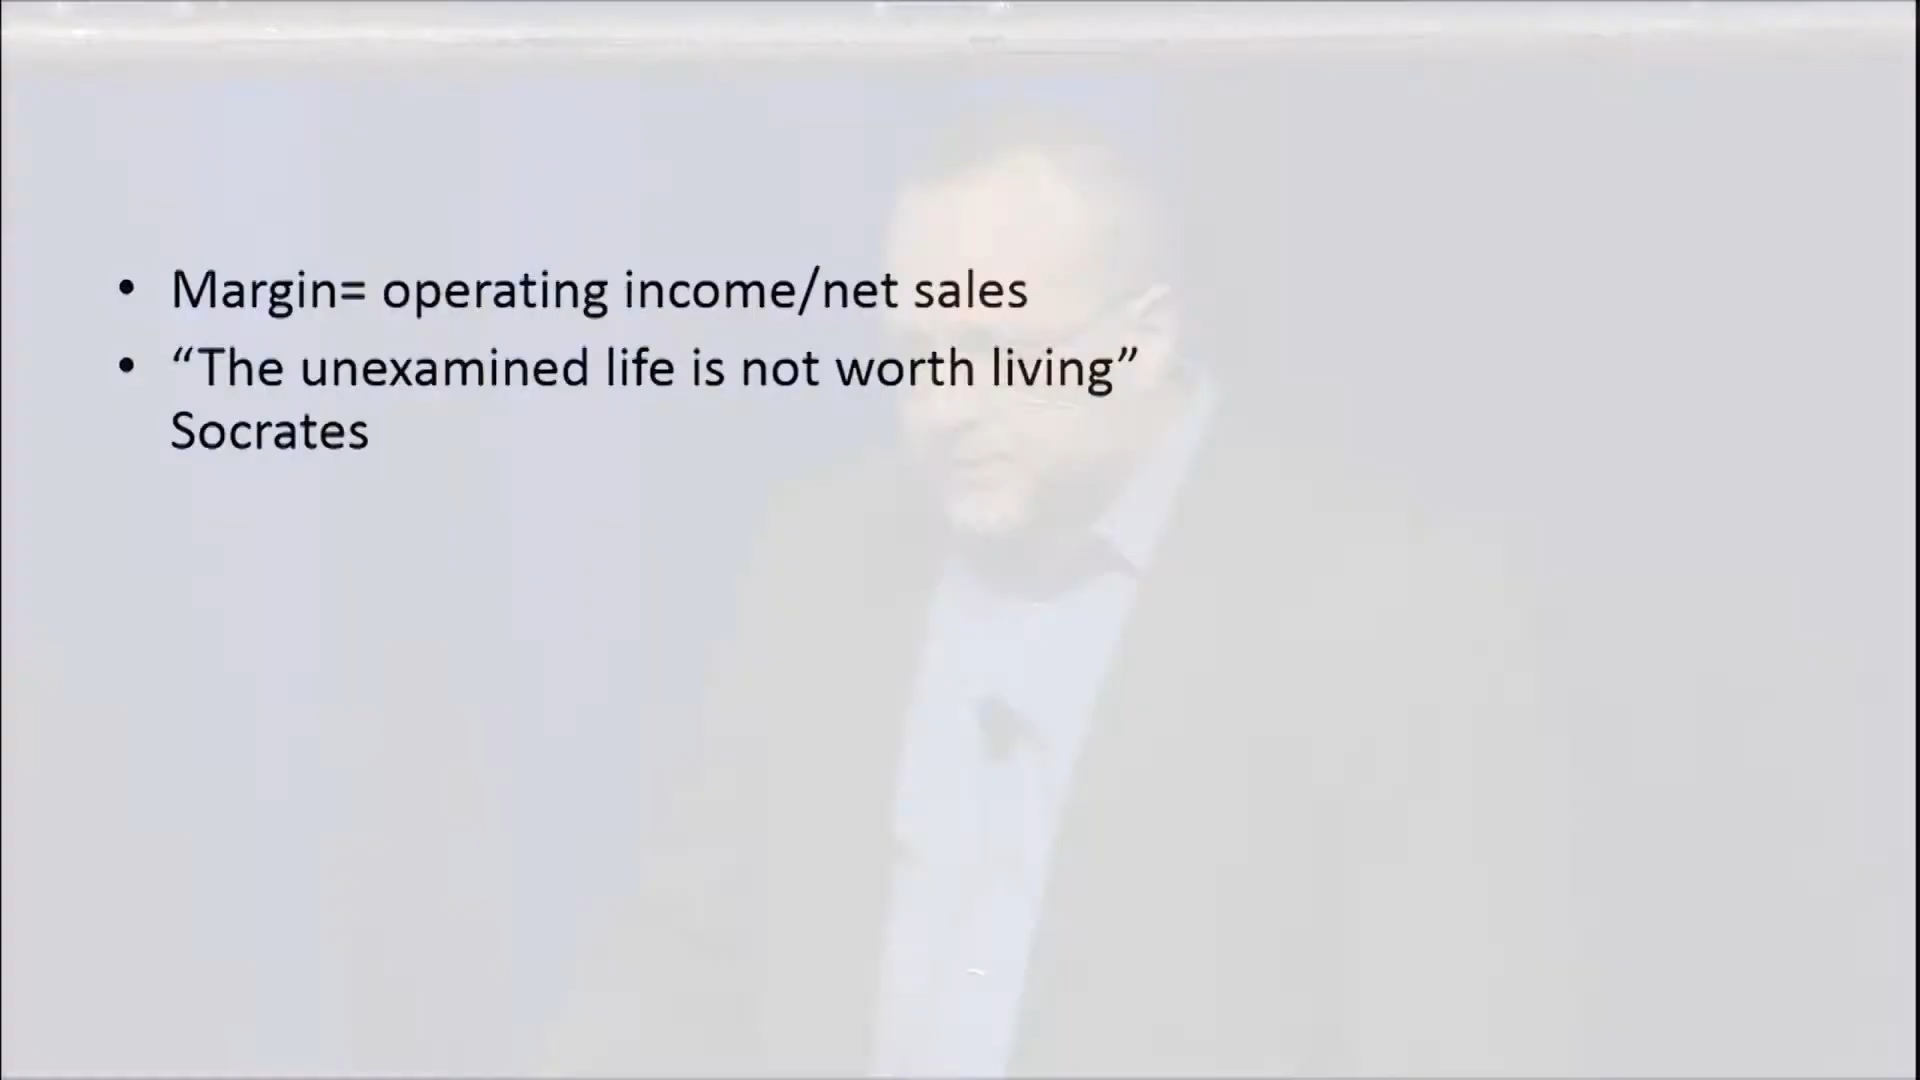 • Margin= operating income/net sales
• “The unexamined life is not worth living”
Socrates